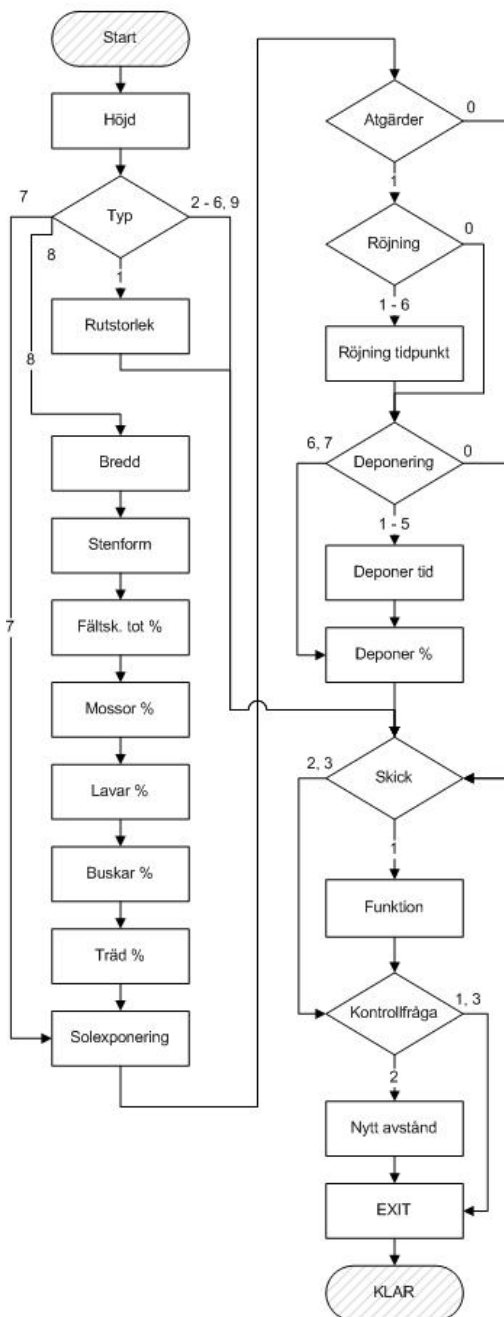 Start
Höjd
7
2 - 6, 9
Typ
8
1
Rutstorlek
8
Bredd
Stenform
Fältsk. tot %
7
Mossor %
Lavar %
Buskar %
Träd %
Solexponering
0
Atgärder
1
0
Röjning
1 - 6
Röjning tidpunkt
6, 7
0
Deponering
1 - 5
Deponer tid
Deponer %
2, 3
Skick
1
Funktion
1, 3
Kontrollfråga
2
Nytt avstånd
EXIT
KLAR